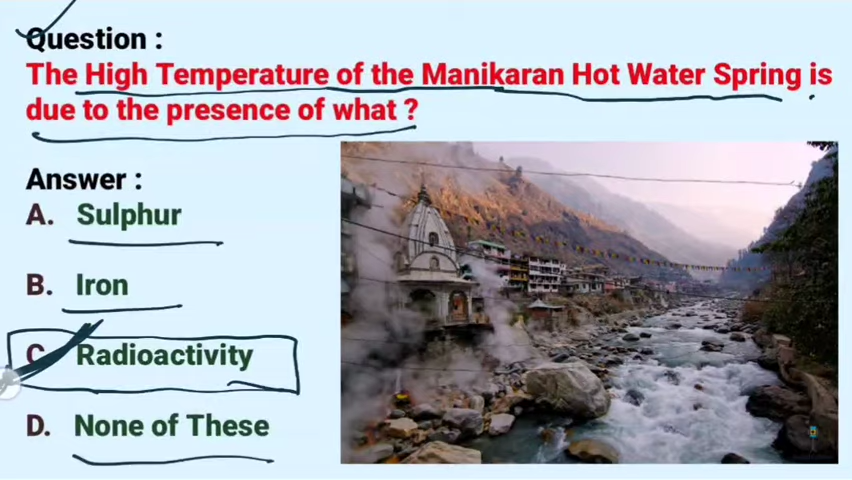 Question :
The High Temperature of the Manikaran Hot Water Spring is
due to the presence of what ?
Answer :
A. Sulphur
B. Iron
C. Radioactivity
D. None of These